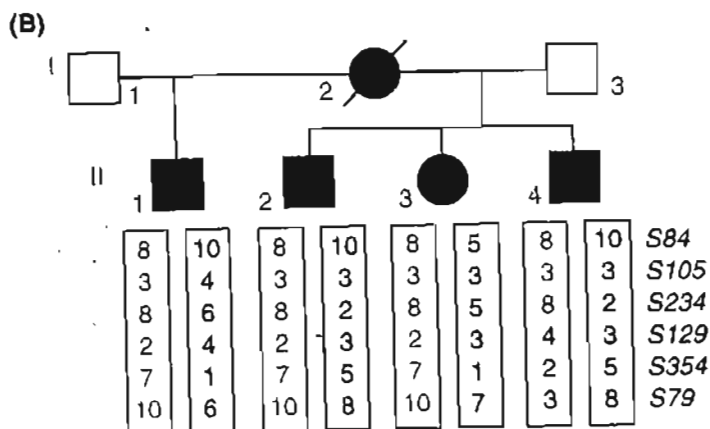 (B)
I
1
2
3
II
1
2
3
4
8 10 8 10 8 5 8 10 S84
3 4 3 3 3 3 3 3 S105
8 6 8 2 8 5 8 2 S234
2 4 2 3 2 3 4 3 S129
7 1 7 5 7 1 2 5 S354
10 6 10 8 10 7 3 8 S79